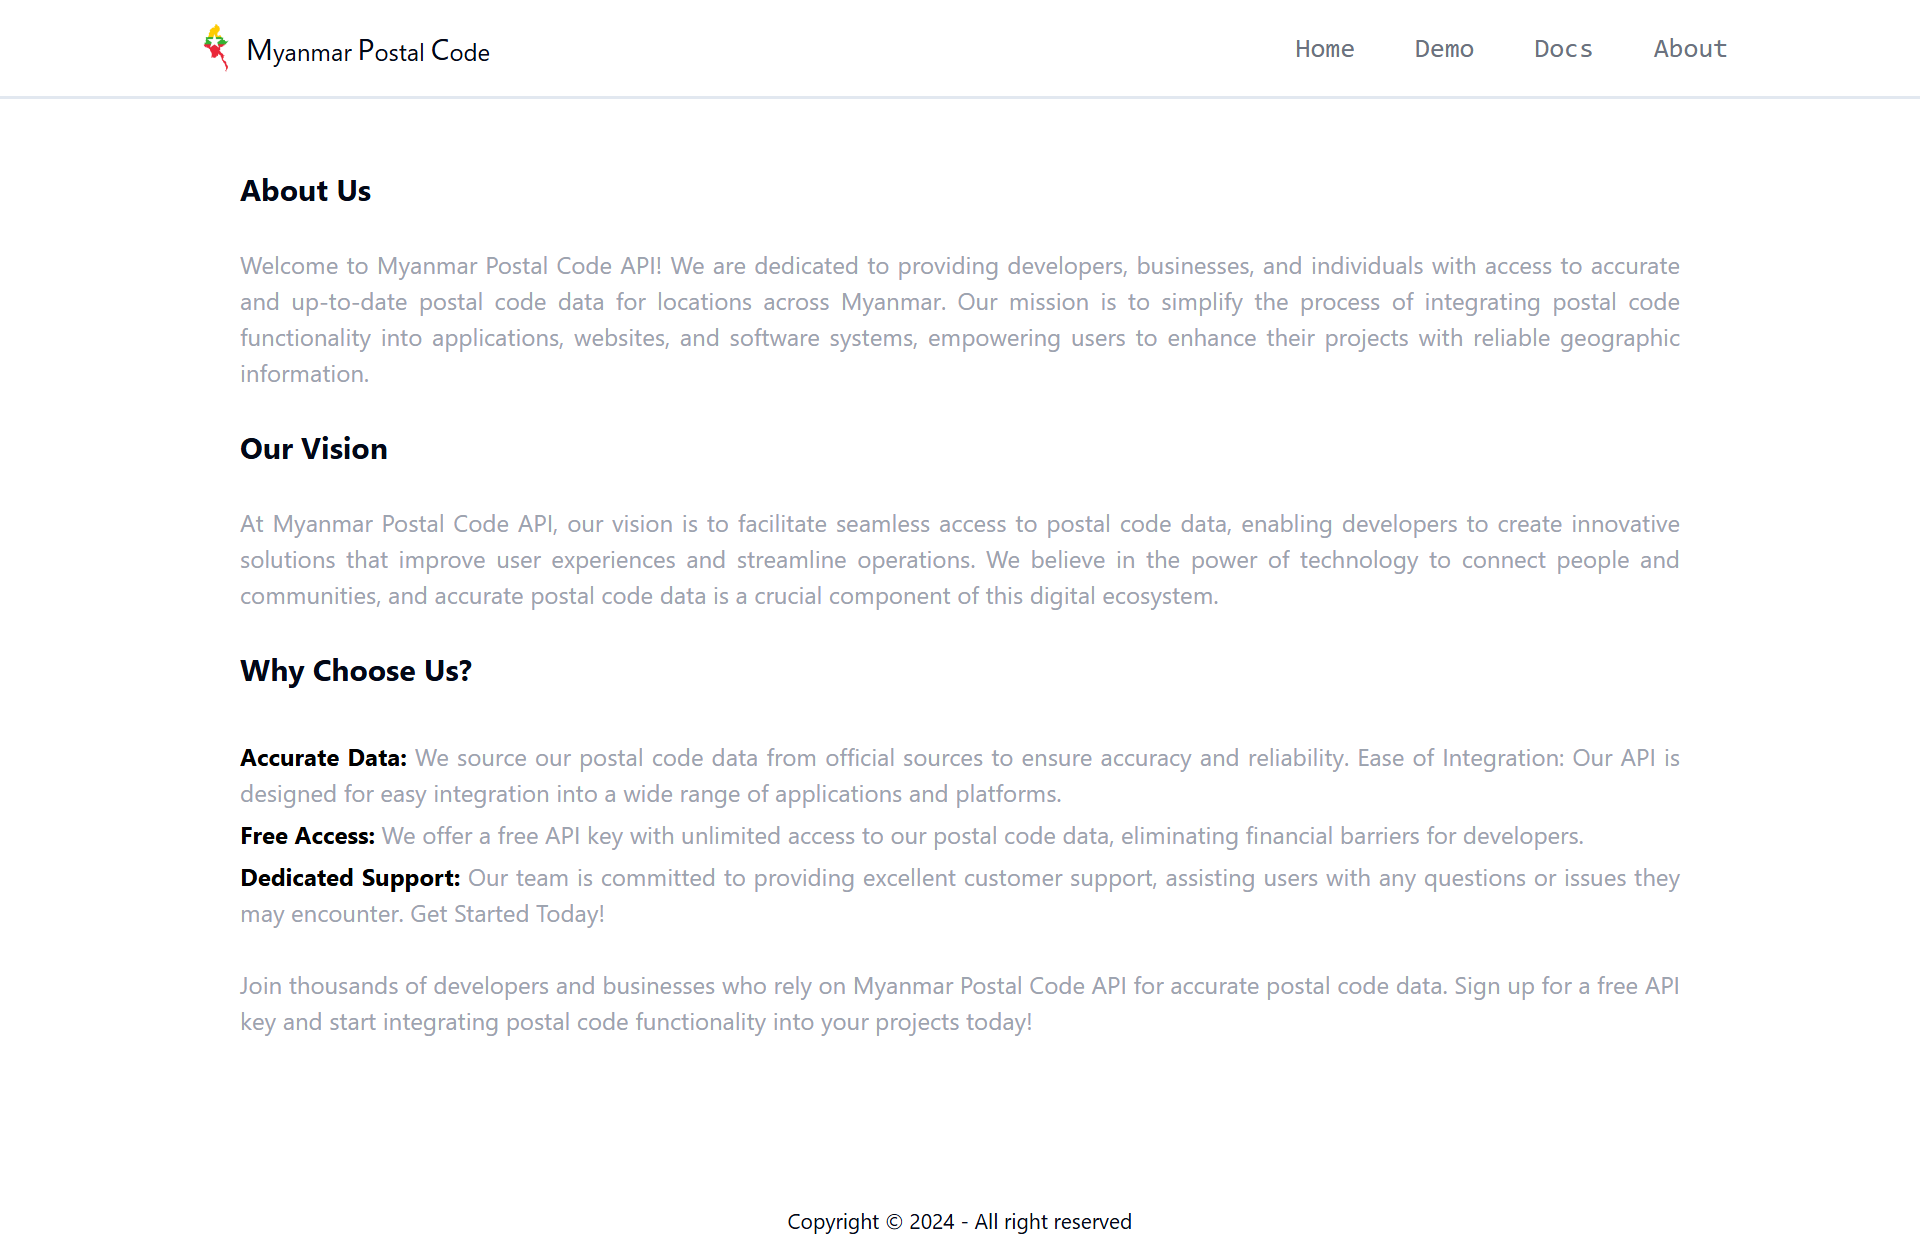 Myanmar Postal Code
Home Demo Docs About
About Us
Welcome to Myanmar Postal Code API! We are dedicated to providing developers, businesses, and individuals with access to accurate
and up-to-date postal code data for locations across Myanmar. Our mission is to simplify the process of integrating postal code
functionality into applications, websites, and software systems, empowering users to enhance their projects with reliable geographic
information.
Our Vision
At Myanmar Postal Code API, our vision is to facilitate seamless access to postal code data, enabling developers to create innovative
solutions that improve user experiences and streamline operations. We believe in the power of technology to connect people and
communities, and accurate postal code data is a crucial component of this digital ecosystem.
Why Choose Us?
Accurate Data: We source our postal code data from official sources to ensure accuracy and reliability. Ease of Integration: Our API is
designed for easy integration into a wide range of applications and platforms.
Free Access: We offer a free API key with unlimited access to our postal code data, eliminating financial barriers for developers.
Dedicated Support: Our team is committed to providing excellent customer support, assisting users with any questions or issues they
may encounter. Get Started Today!
Join thousands of developers and businesses who rely on Myanmar Postal Code API for accurate postal code data. Sign up for a free API
key and start integrating postal code functionality into your projects today!
Copyright © 2024 - All right reserved